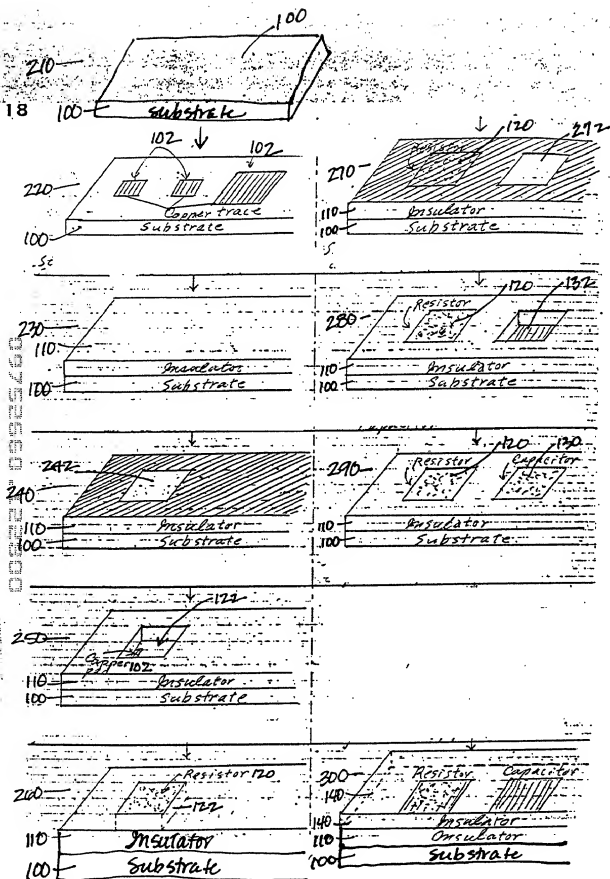 100
210
18
100 substrate
102 102
220
Copper trace
100 Substrate
St
230
110
Insulator
100 Substrate
242
240
110 Insulator
100 Substrate
122
250
Copper
102
110 Insulator
100 Substrate
260 Resistor 120
122
110 Insulator
100 Substrate
120 272
Resistor
270
110 Insulator
100 Substrate
120 132
Resistor
280
110 Insulator
100 Substrate
120 130
Resistor Capacitor
290
110 Insulator
100 Substrate
300 Resistor Capacitor
140
140 Insulator
110 Insulator
100 Substrate